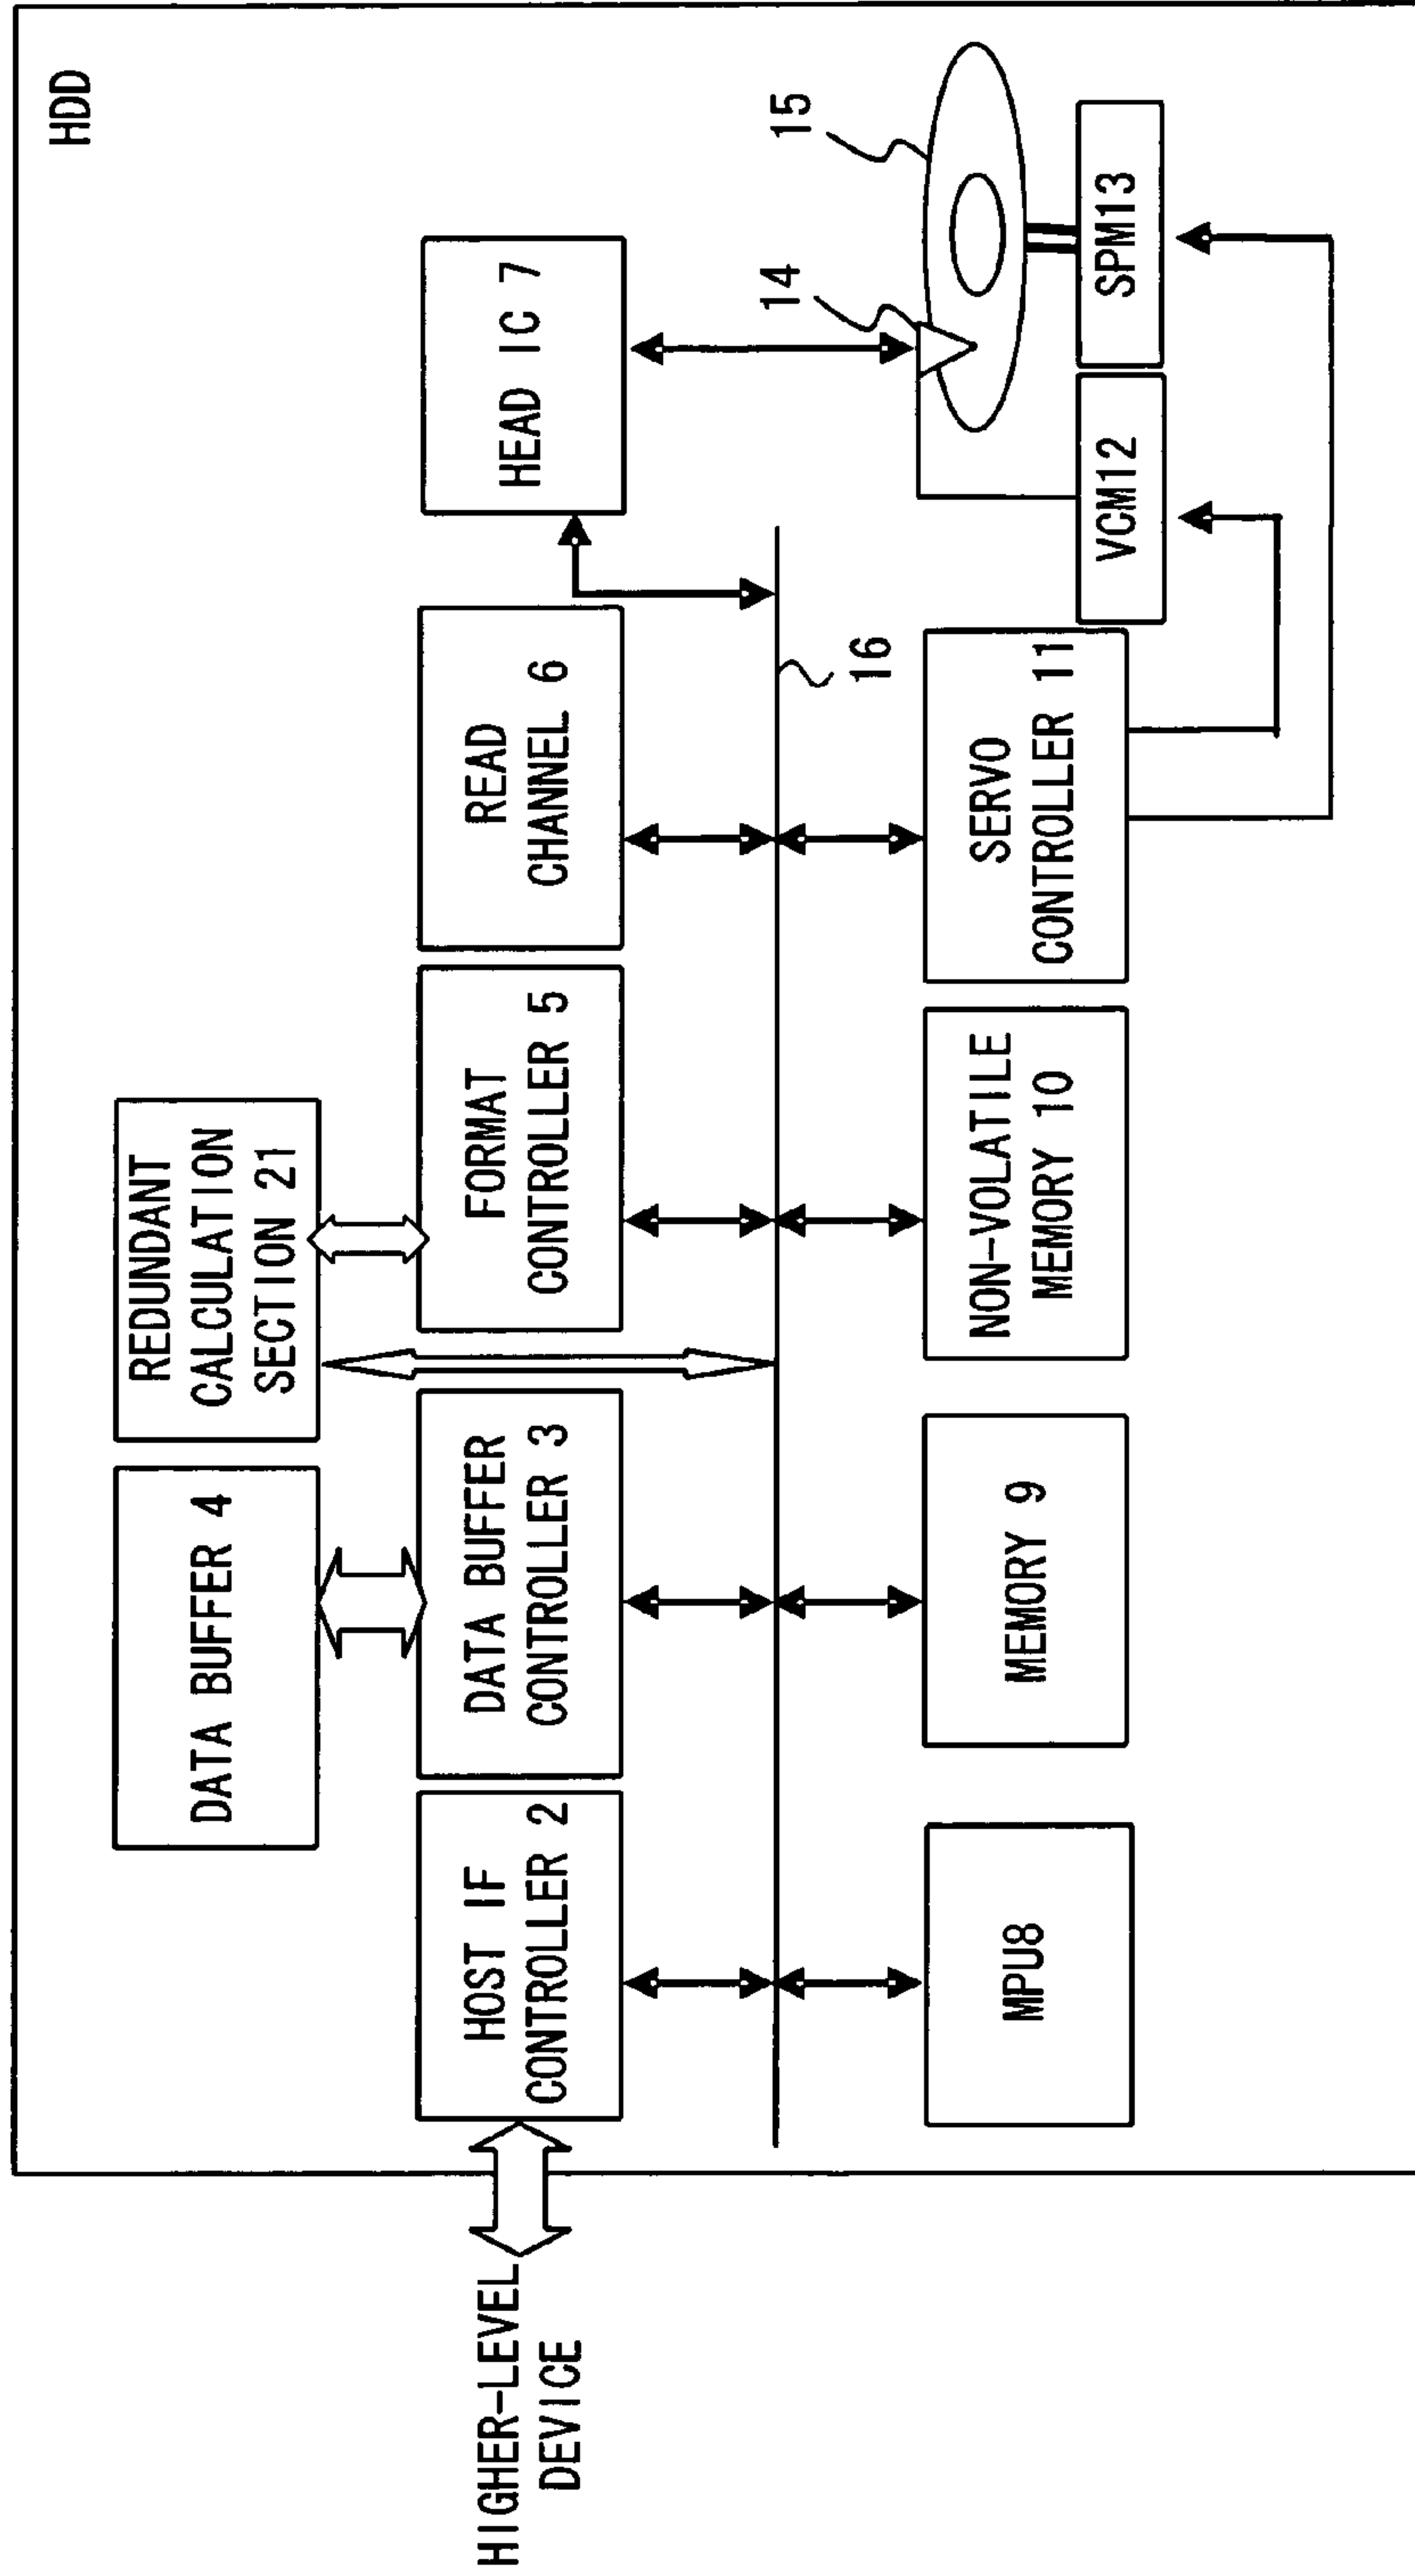 HDD
REDUNDANT
CALCULATION
SECTION 21
DATA BUFFER 4
HIGHER-LEVEL
DEVICE
HOST IF
CONTROLLER 2
DATA BUFFER
CONTROLLER 3
FORMAT
CONTROLLER 5
READ
CHANNEL 6
HEAD IC 7
14
15
16
MPU8
MEMORY 9
NON-VOLATILE
MEMORY 10
SERVO
CONTROLLER 11
VCM12
SPM13